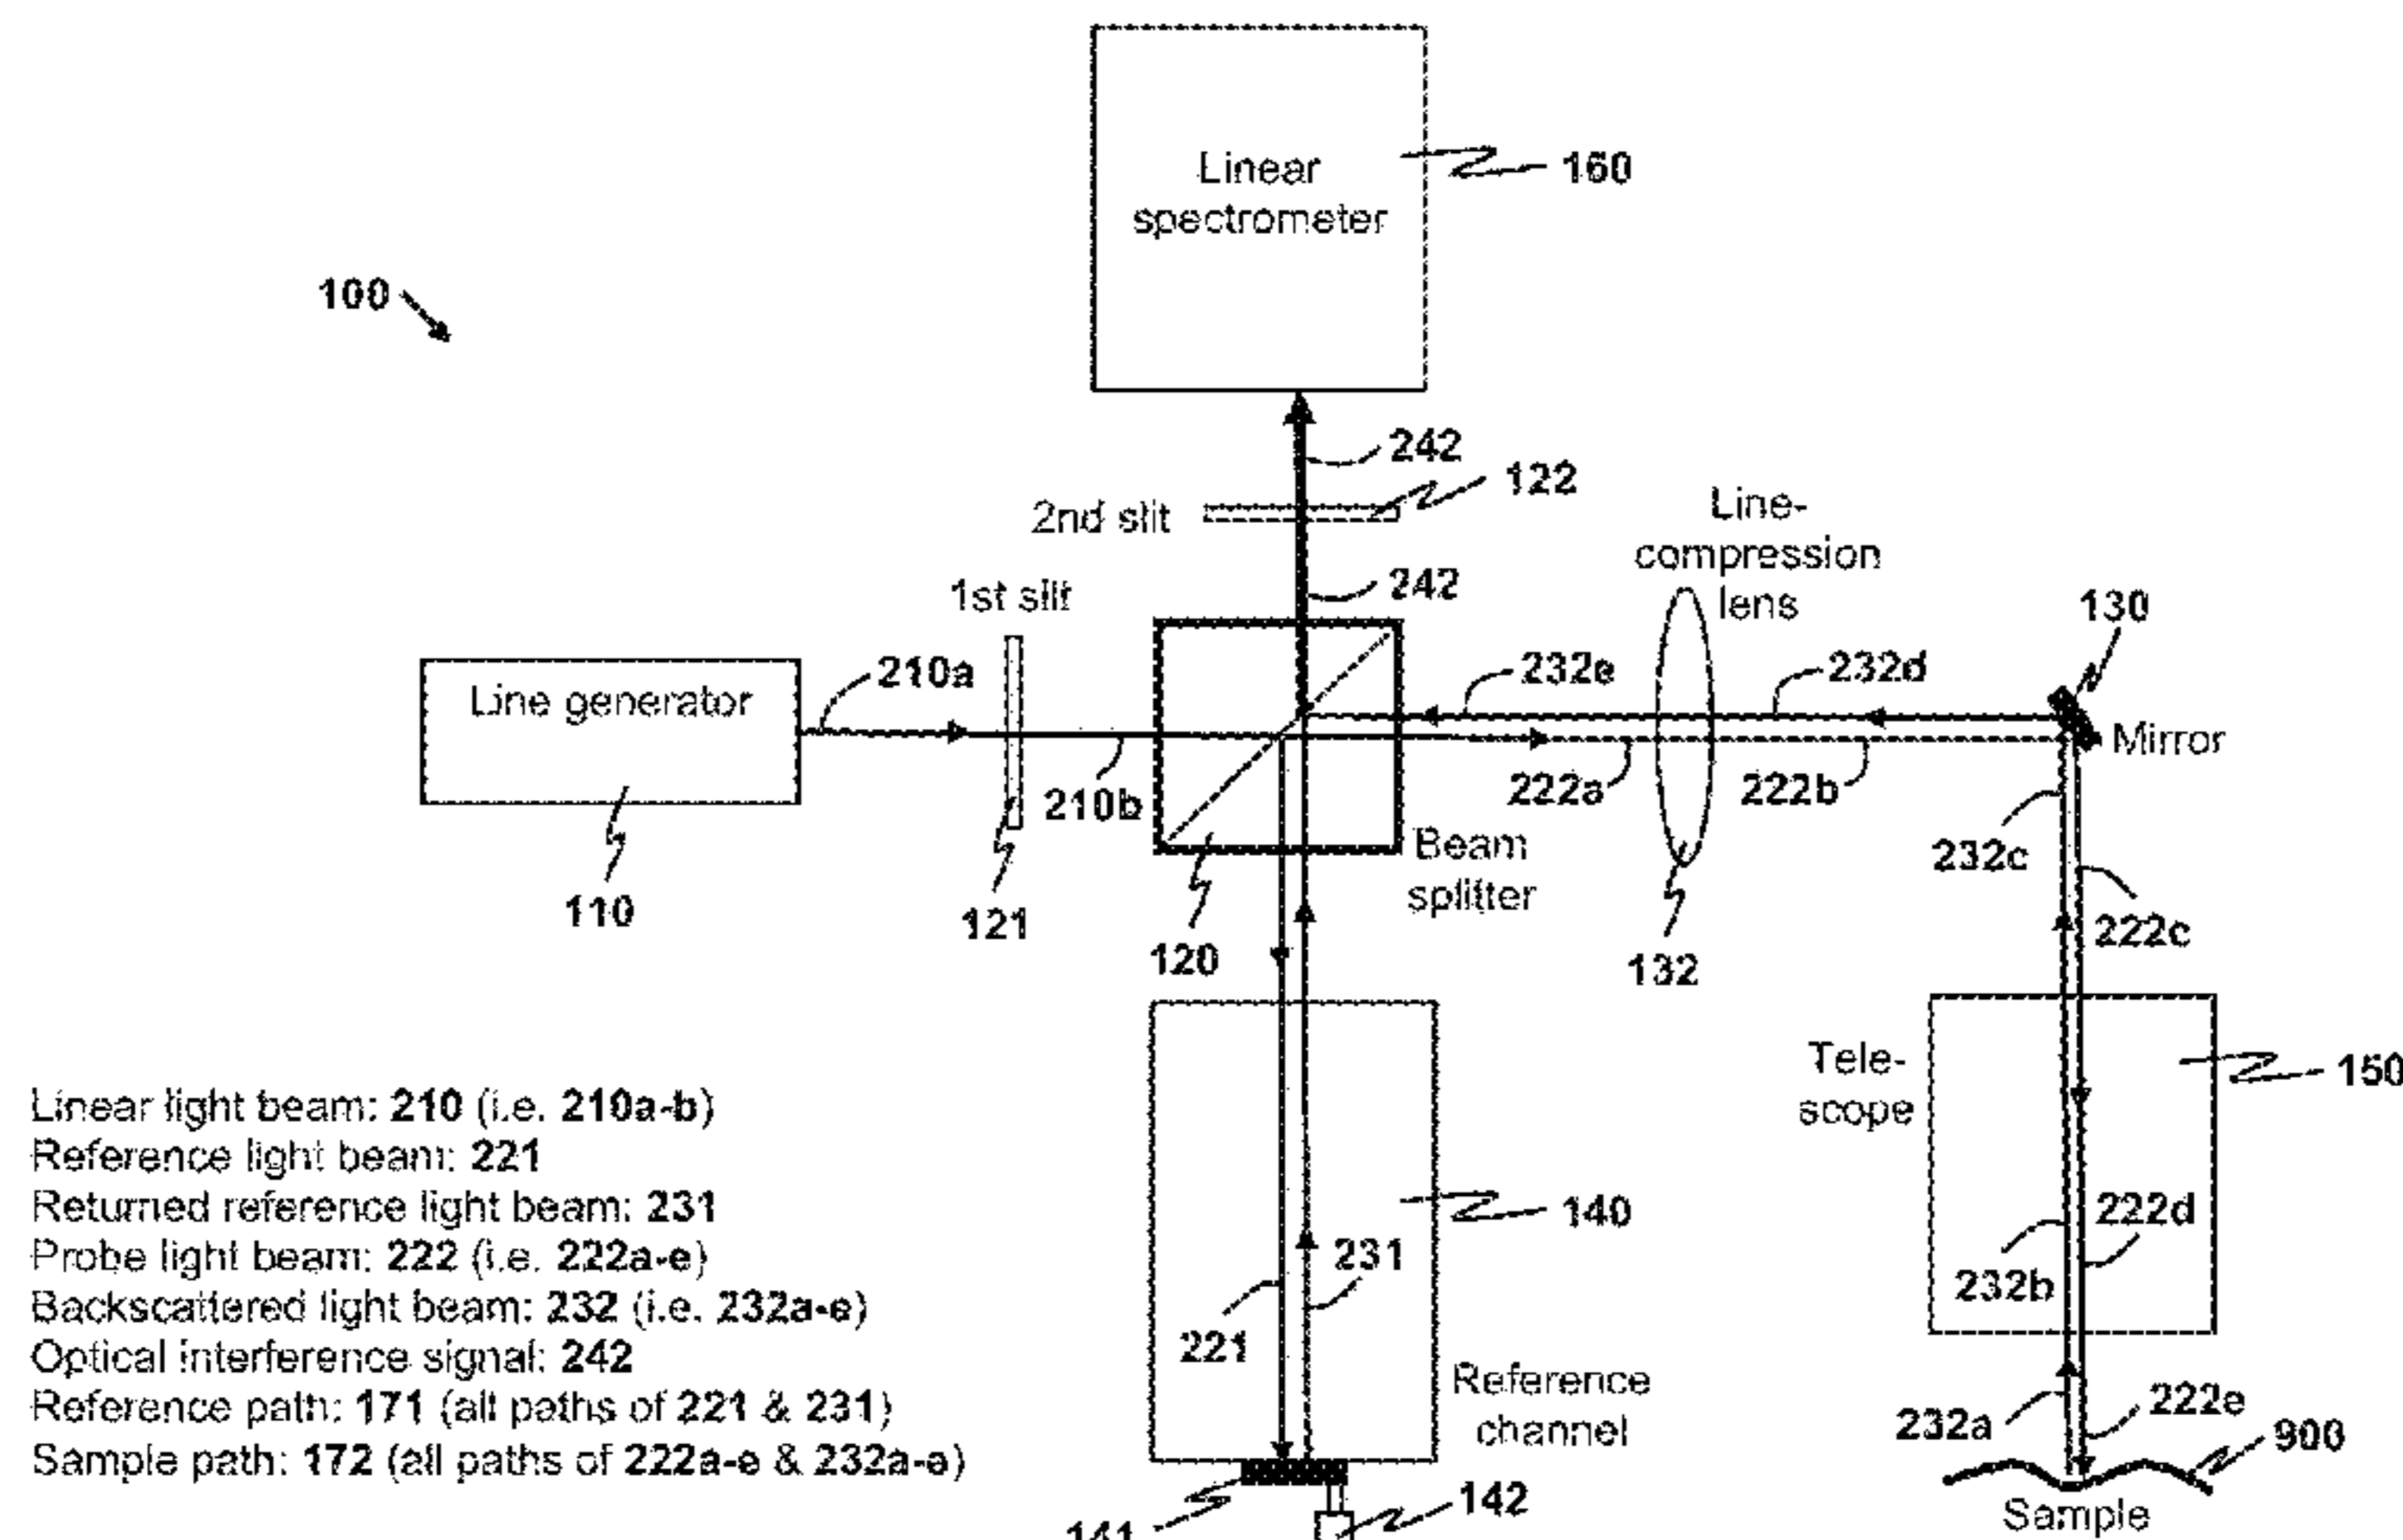 Linear
spectrometer
160
100
242
2nd slit
122
Line-
compression
lens
1st slit
242
130
Line generator
210a
232e
232d
Mirror
210b
222a
222b
110
121
120
Beam
splitter
132
232c
222c
Tele-
scope
150
Linear light beam: 210 (i.e. 210a-b)
Reference light beam: 221
Returned reference light beam: 231
Probe light beam: 222 (i.e. 222a-e)
Backscattered light beam: 232 (i.e. 232a-e)
Optical interference signal: 242
Reference path: 171 (all paths of 221 & 231)
Sample path: 172 (all paths of 222a-e & 232a-e)
140
231
221
222d
232b
Reference
channel
232a
222e
900
141
142
Sample